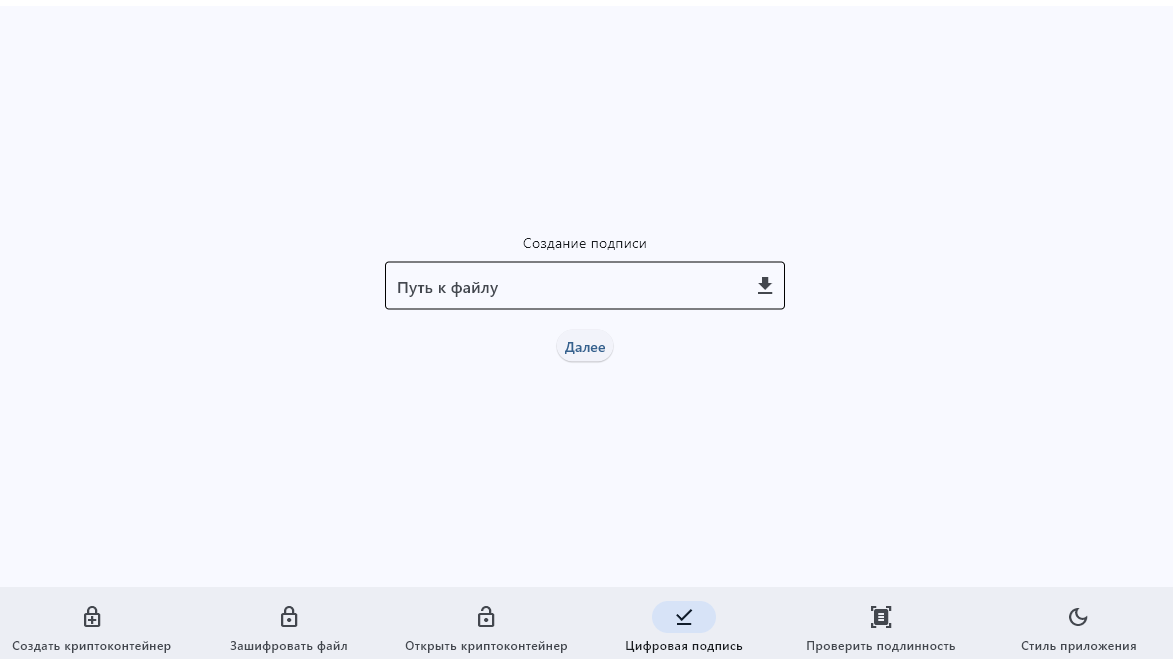 Создание подписи
Путь к файлу
Далее
Создать криптоконтейнер
Зашифровать файл
Открыть криптоконтейнер
Цифровая подпись
Проверить подлинность
Стиль приложения